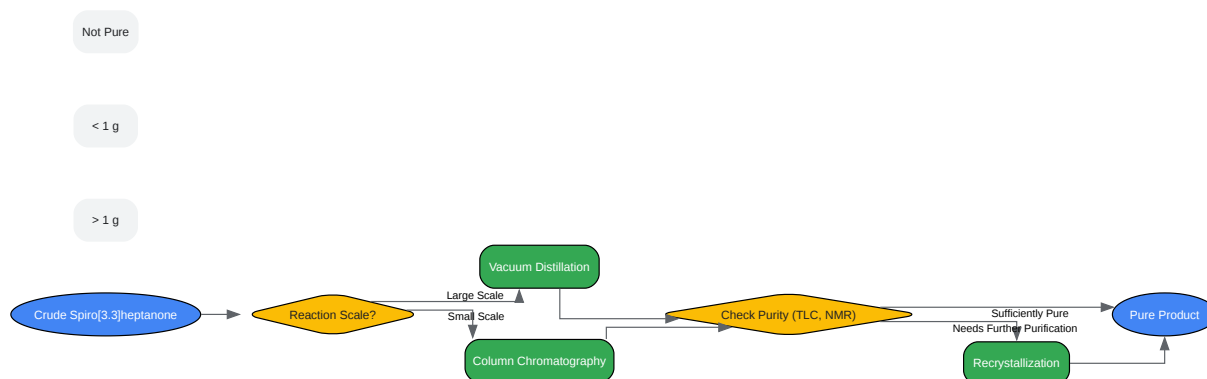 Not Pure
< 1 g
> 1 g
Vacuum Distillation
Large Scale
Crude Spiro[3.3]heptanone
Reaction Scale?
Small Scale
Check Purity (TLC, NMR)
Sufficiently Pure
Pure Product
Needs Further Purification
Column Chromatography
Recrystallization